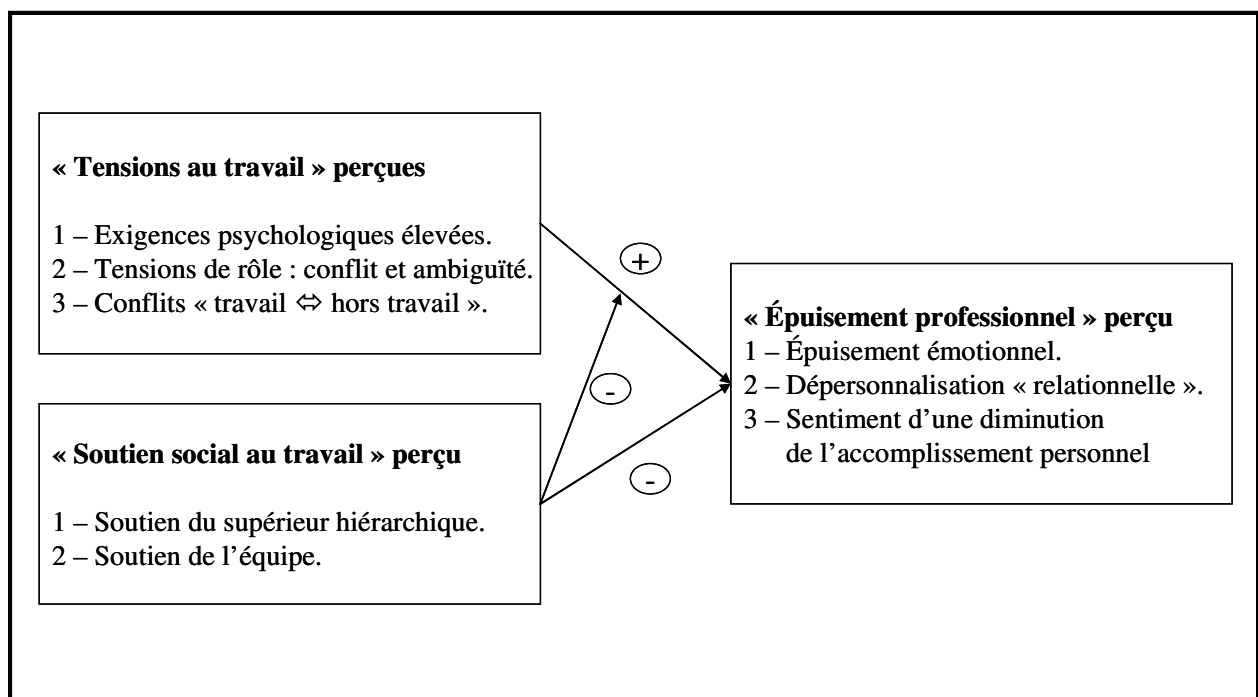 « Tensions au travail » perçues
1 – Exigences psychologiques élevées.
2 – Tensions de rôle : conflit et ambiguïté.
3 – Conflits « travail ⇔ hors travail ».
+
-
-
« Soutien social au travail » perçu
1 – Soutien du supérieur hiérarchique.
2 – Soutien de l’équipe.
« Épuisement professionnel » perçu
1 – Épuisement émotionnel.
2 – Dépersonnalisation « relationnelle ».
3 – Sentiment d’une diminution
de l’accomplissement personnel